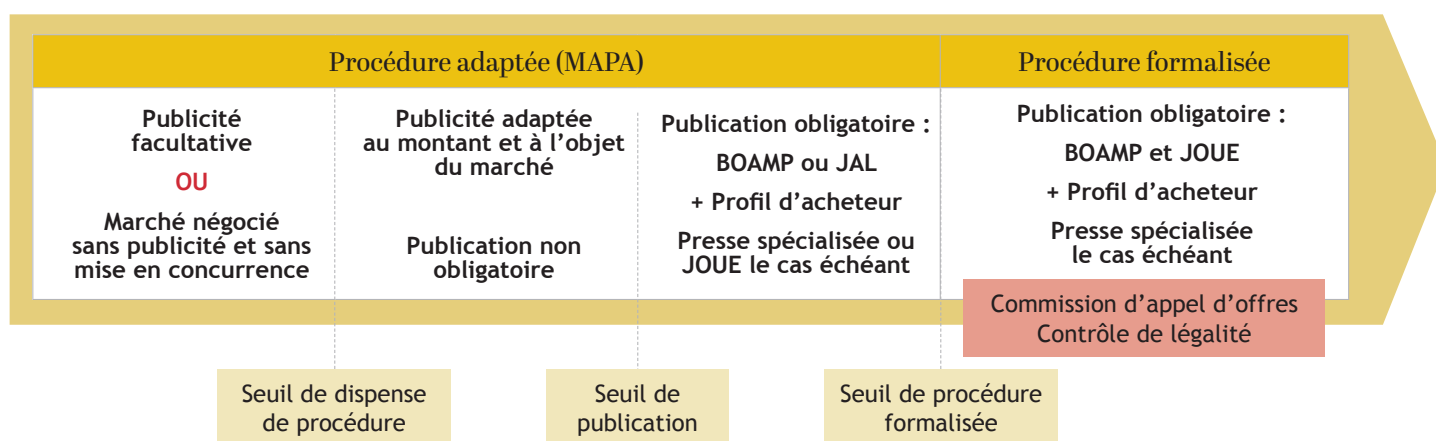 Procédure adaptée (MAPA)
Procédure formalisée
Publicité
facultative
OU
Marché négocié
sans publicité et sans
mise en concurrence
Publicité adaptée
au montant et à l’objet
du marché
Publication non
obligatoire
Publication obligatoire :
BOAMP ou JAL
+ Profil d’acheteur
Presse spécialisée ou
JOUE le cas échéant
Publication obligatoire :
BOAMP et JOUE
+ Profil d’acheteur
Presse spécialisée
le cas échéant
Commission d’appel d’offres
Contrôle de légalité
Seuil de dispense
de procédure
Seuil de
publication
Seuil de procédure
formalisée